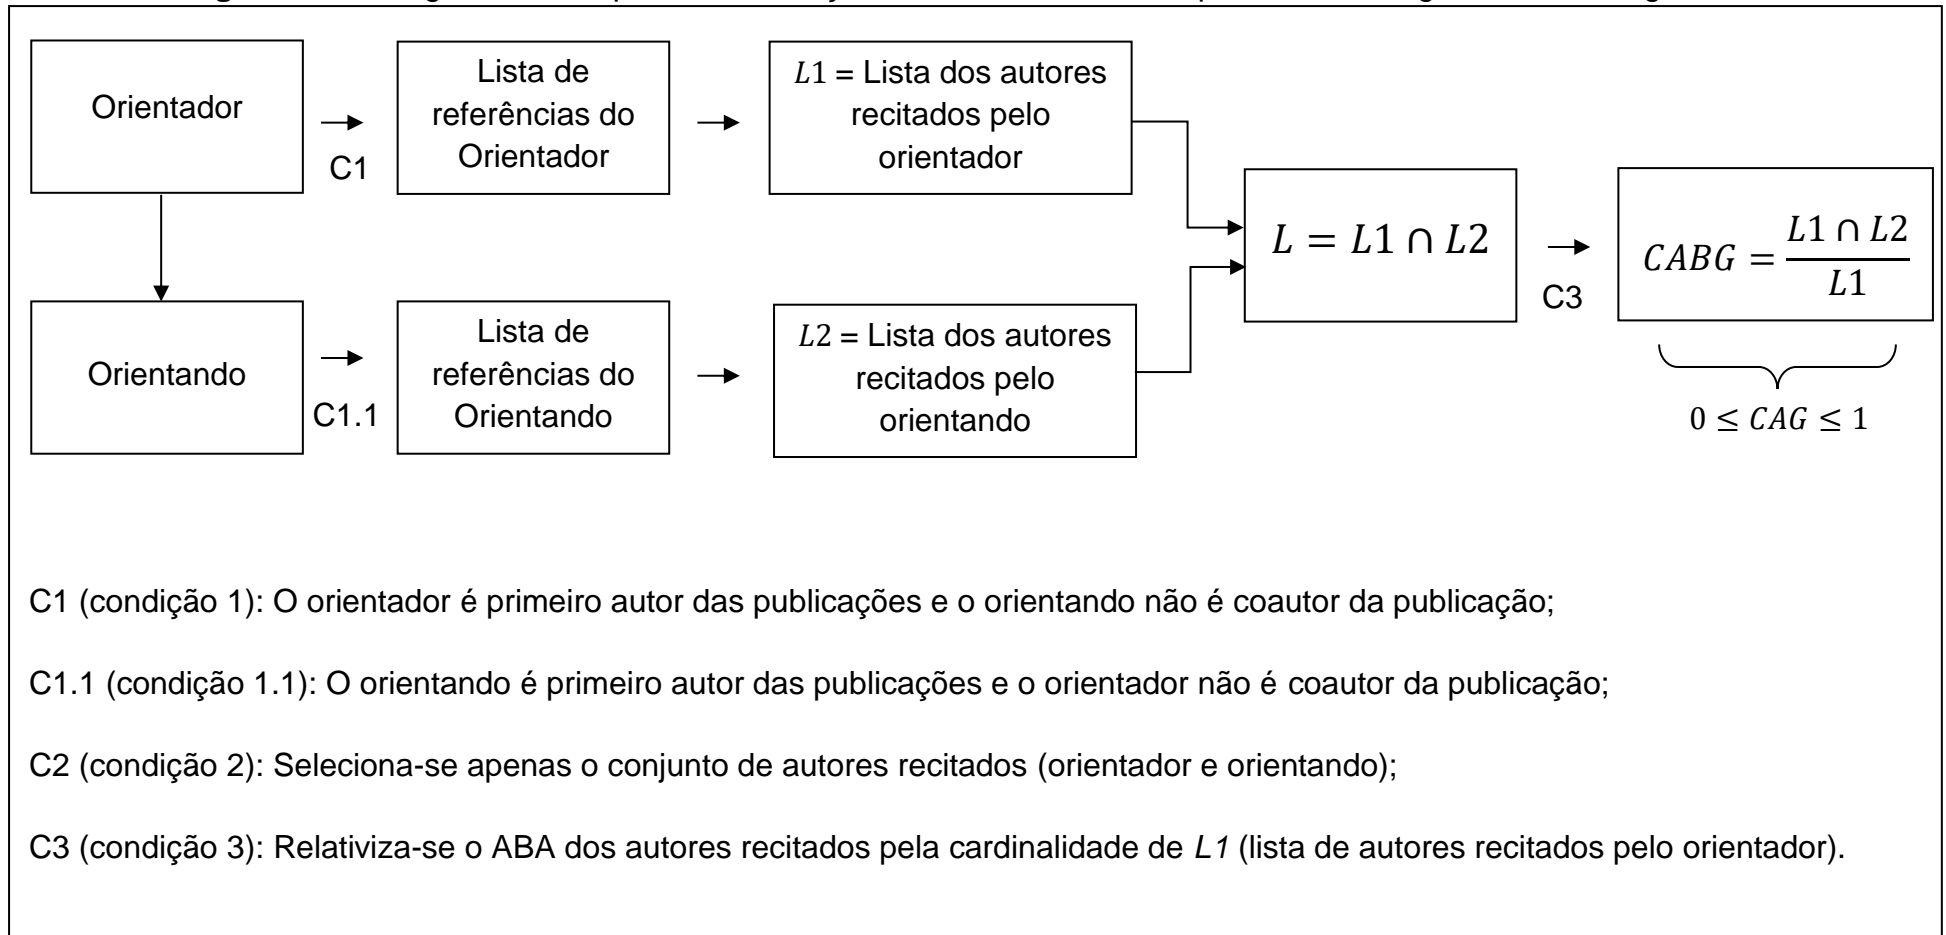 Orientador
C1
Lista de
referências do
Orientador
L1 = Lista dos autores
recitados pelo
orientador
Orientando
C1.1
Lista de
referências do
Orientando
L2 = Lista dos autores
recitados pelo
orientando
L = L1 ∩ L2
C3
CABG = L1 ∩ L2 / L1
0 ≤ CAG ≤ 1
C1 (condição 1): O orientador é primeiro autor das publicações e o orientando não é coautor da publicação;
C1.1 (condição 1.1): O orientando é primeiro autor das publicações e o orientador não é coautor da publicação;
C2 (condição 2): Seleciona-se apenas o conjunto de autores recitados (orientador e orientando);
C3 (condição 3): Relativiza-se o ABA dos autores recitados pela cardinalidade de L1 (lista de autores recitados pelo orientador).